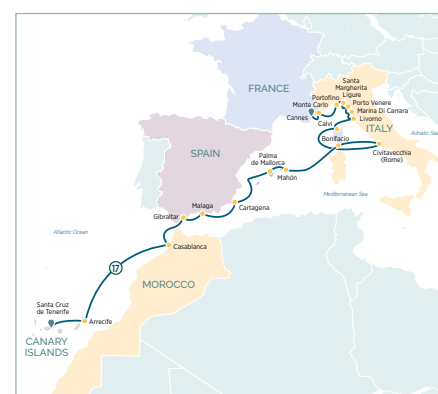 FRANCE
Santa
Margherita
Ligure
Portofino
Porto Venere
Monte Carlo
Marina Di Carrara
Cannes
Livorno
Calvi
ITALY
Adriatic Sea
Bonifacio
Civitavecchia
(Rome)
SPAIN
Palma
de Mallorca
Mahón
Mediterranean Sea
Malaga
Cartagena
Gibraltar
Atlantic Ocean
Casablanca
17
MOROCCO
Santa Cruz
de Tenerife
Arrecife
CANARY
ISLANDS